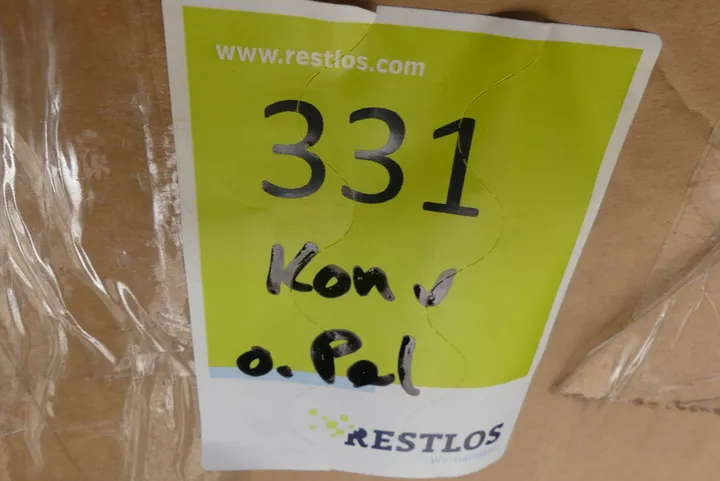 www.restlos.com
331
Kon ✓
o. Pal
RESTLOS